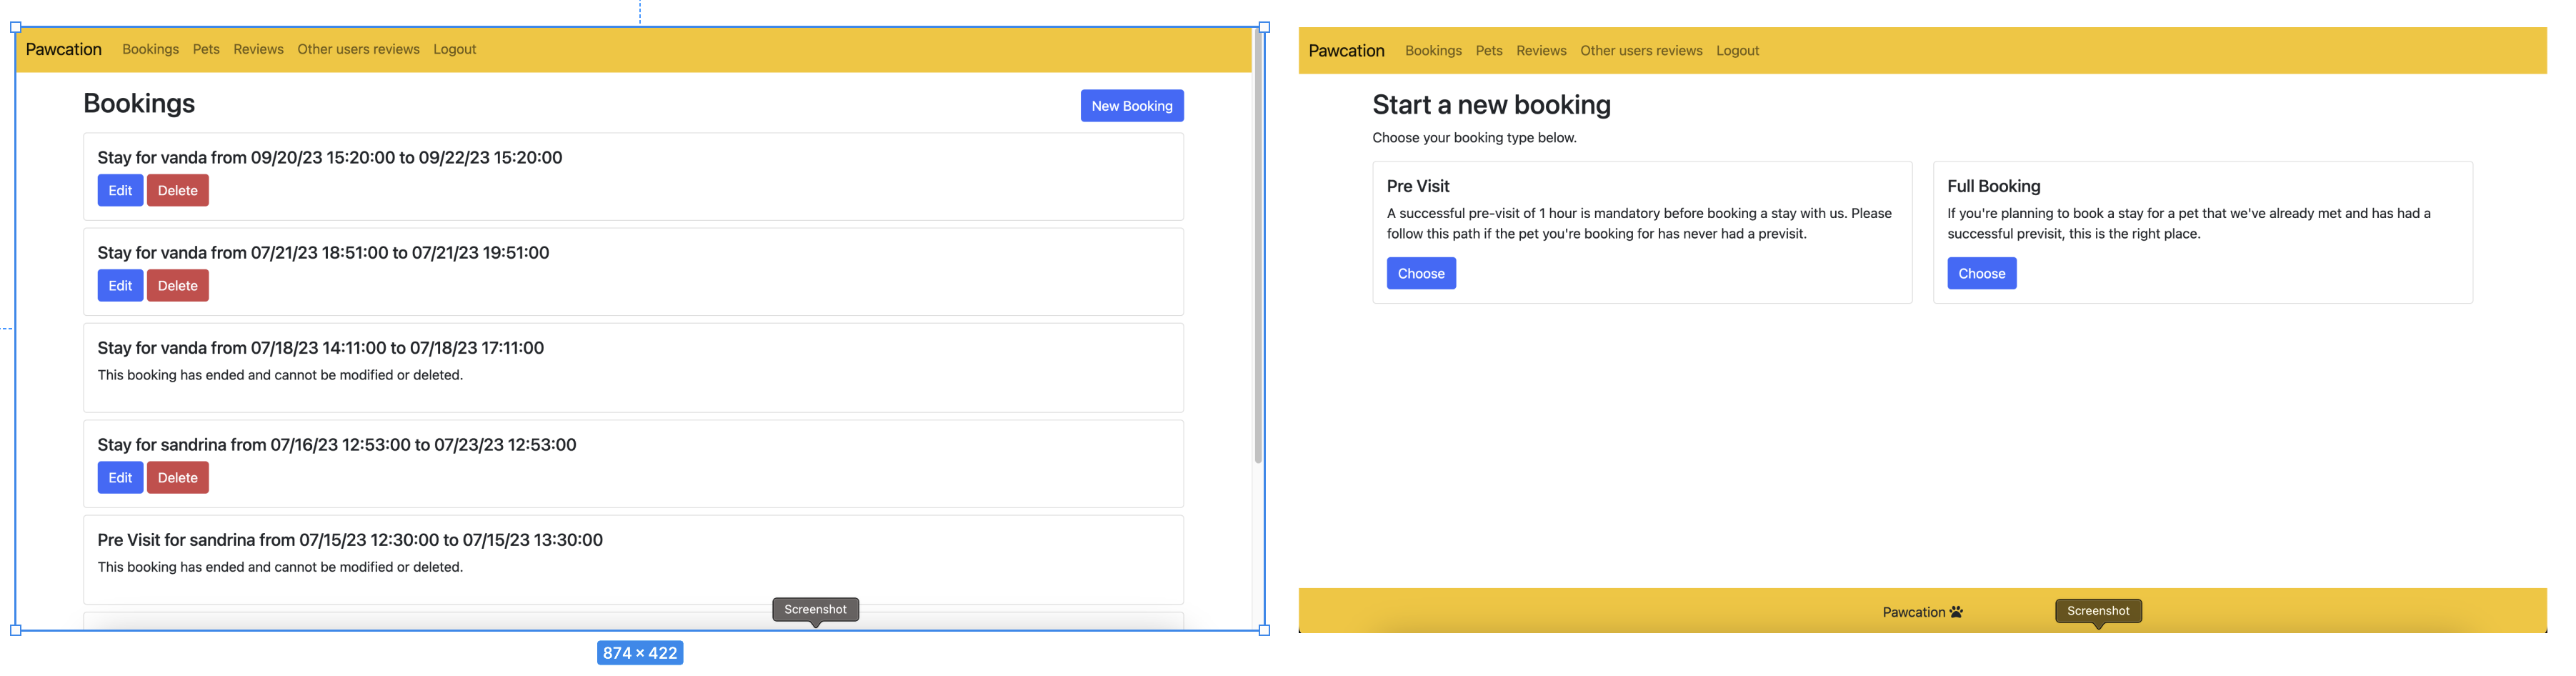 Pawcation Bookings Pets Reviews Other users reviews Logout
Bookings
New Booking
Stay for vanda from 09/20/23 15:20:00 to 09/22/23 15:20:00
Edit Delete
Stay for vanda from 07/21/23 18:51:00 to 07/21/23 19:51:00
Edit Delete
Stay for vanda from 07/18/23 14:11:00 to 07/18/23 17:11:00
This booking has ended and cannot be modified or deleted.
Stay for sandrina from 07/16/23 12:53:00 to 07/23/23 12:53:00
Edit Delete
Pre Visit for sandrina from 07/15/23 12:30:00 to 07/15/23 13:30:00
This booking has ended and cannot be modified or deleted.
Screenshot
874 × 422
Pawcation Bookings Pets Reviews Other users reviews Logout
Start a new booking
Choose your booking type below.
Pre Visit
A successful pre-visit of 1 hour is mandatory before booking a stay with us. Please
follow this path if the pet you're booking for has never had a previsit.
Choose
Full Booking
If you're planning to book a stay for a pet that we've already met and has had a
successful previsit, this is the right place.
Choose
Pawcation
Screenshot